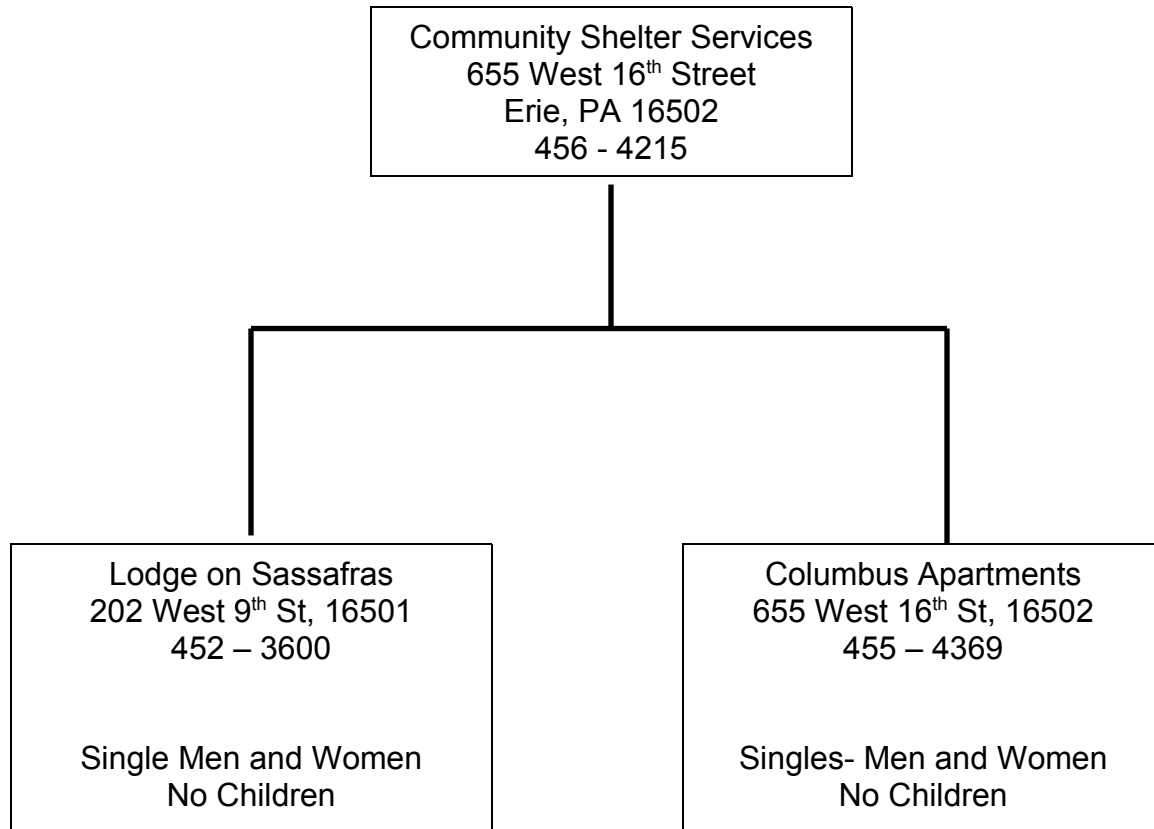 Community Shelter Services
655 West 16th Street
Erie, PA 16502
456 - 4215
Lodge on Sassafras
202 West 9th St, 16501
452 – 3600
Single Men and Women
No Children
Columbus Apartments
655 West 16th St, 16502
455 – 4369
Singles- Men and Women
No Children